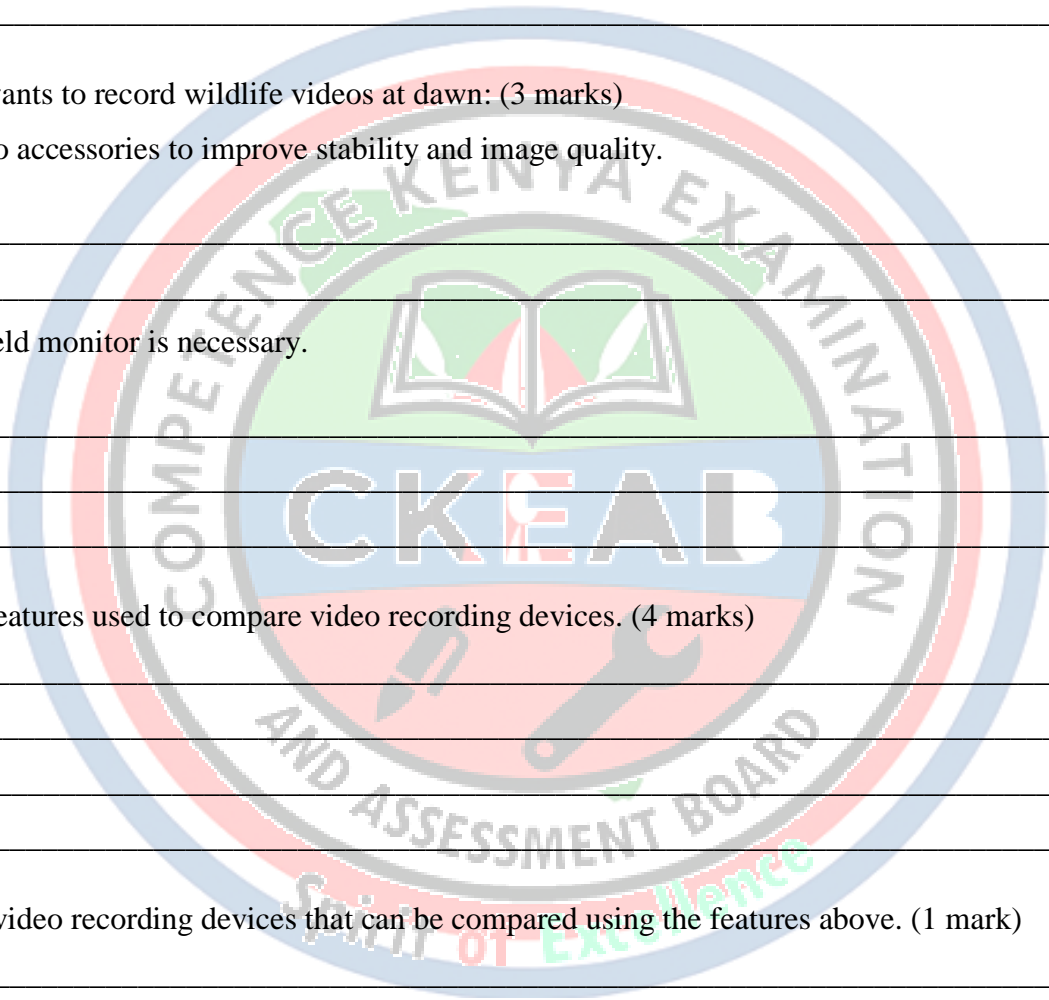 ants to record wildlife videos at dawn: (3 marks)
o accessories to improve stability and image quality.
eld monitor is necessary.
eatures used to compare video recording devices. (4 marks)
video recording devices that can be compared using the features above. (1 mark)
COMPETENCE KENYA EXAMINATION
AND ASSESSMENT BOARD
CKEAB
Spirit of Excellence